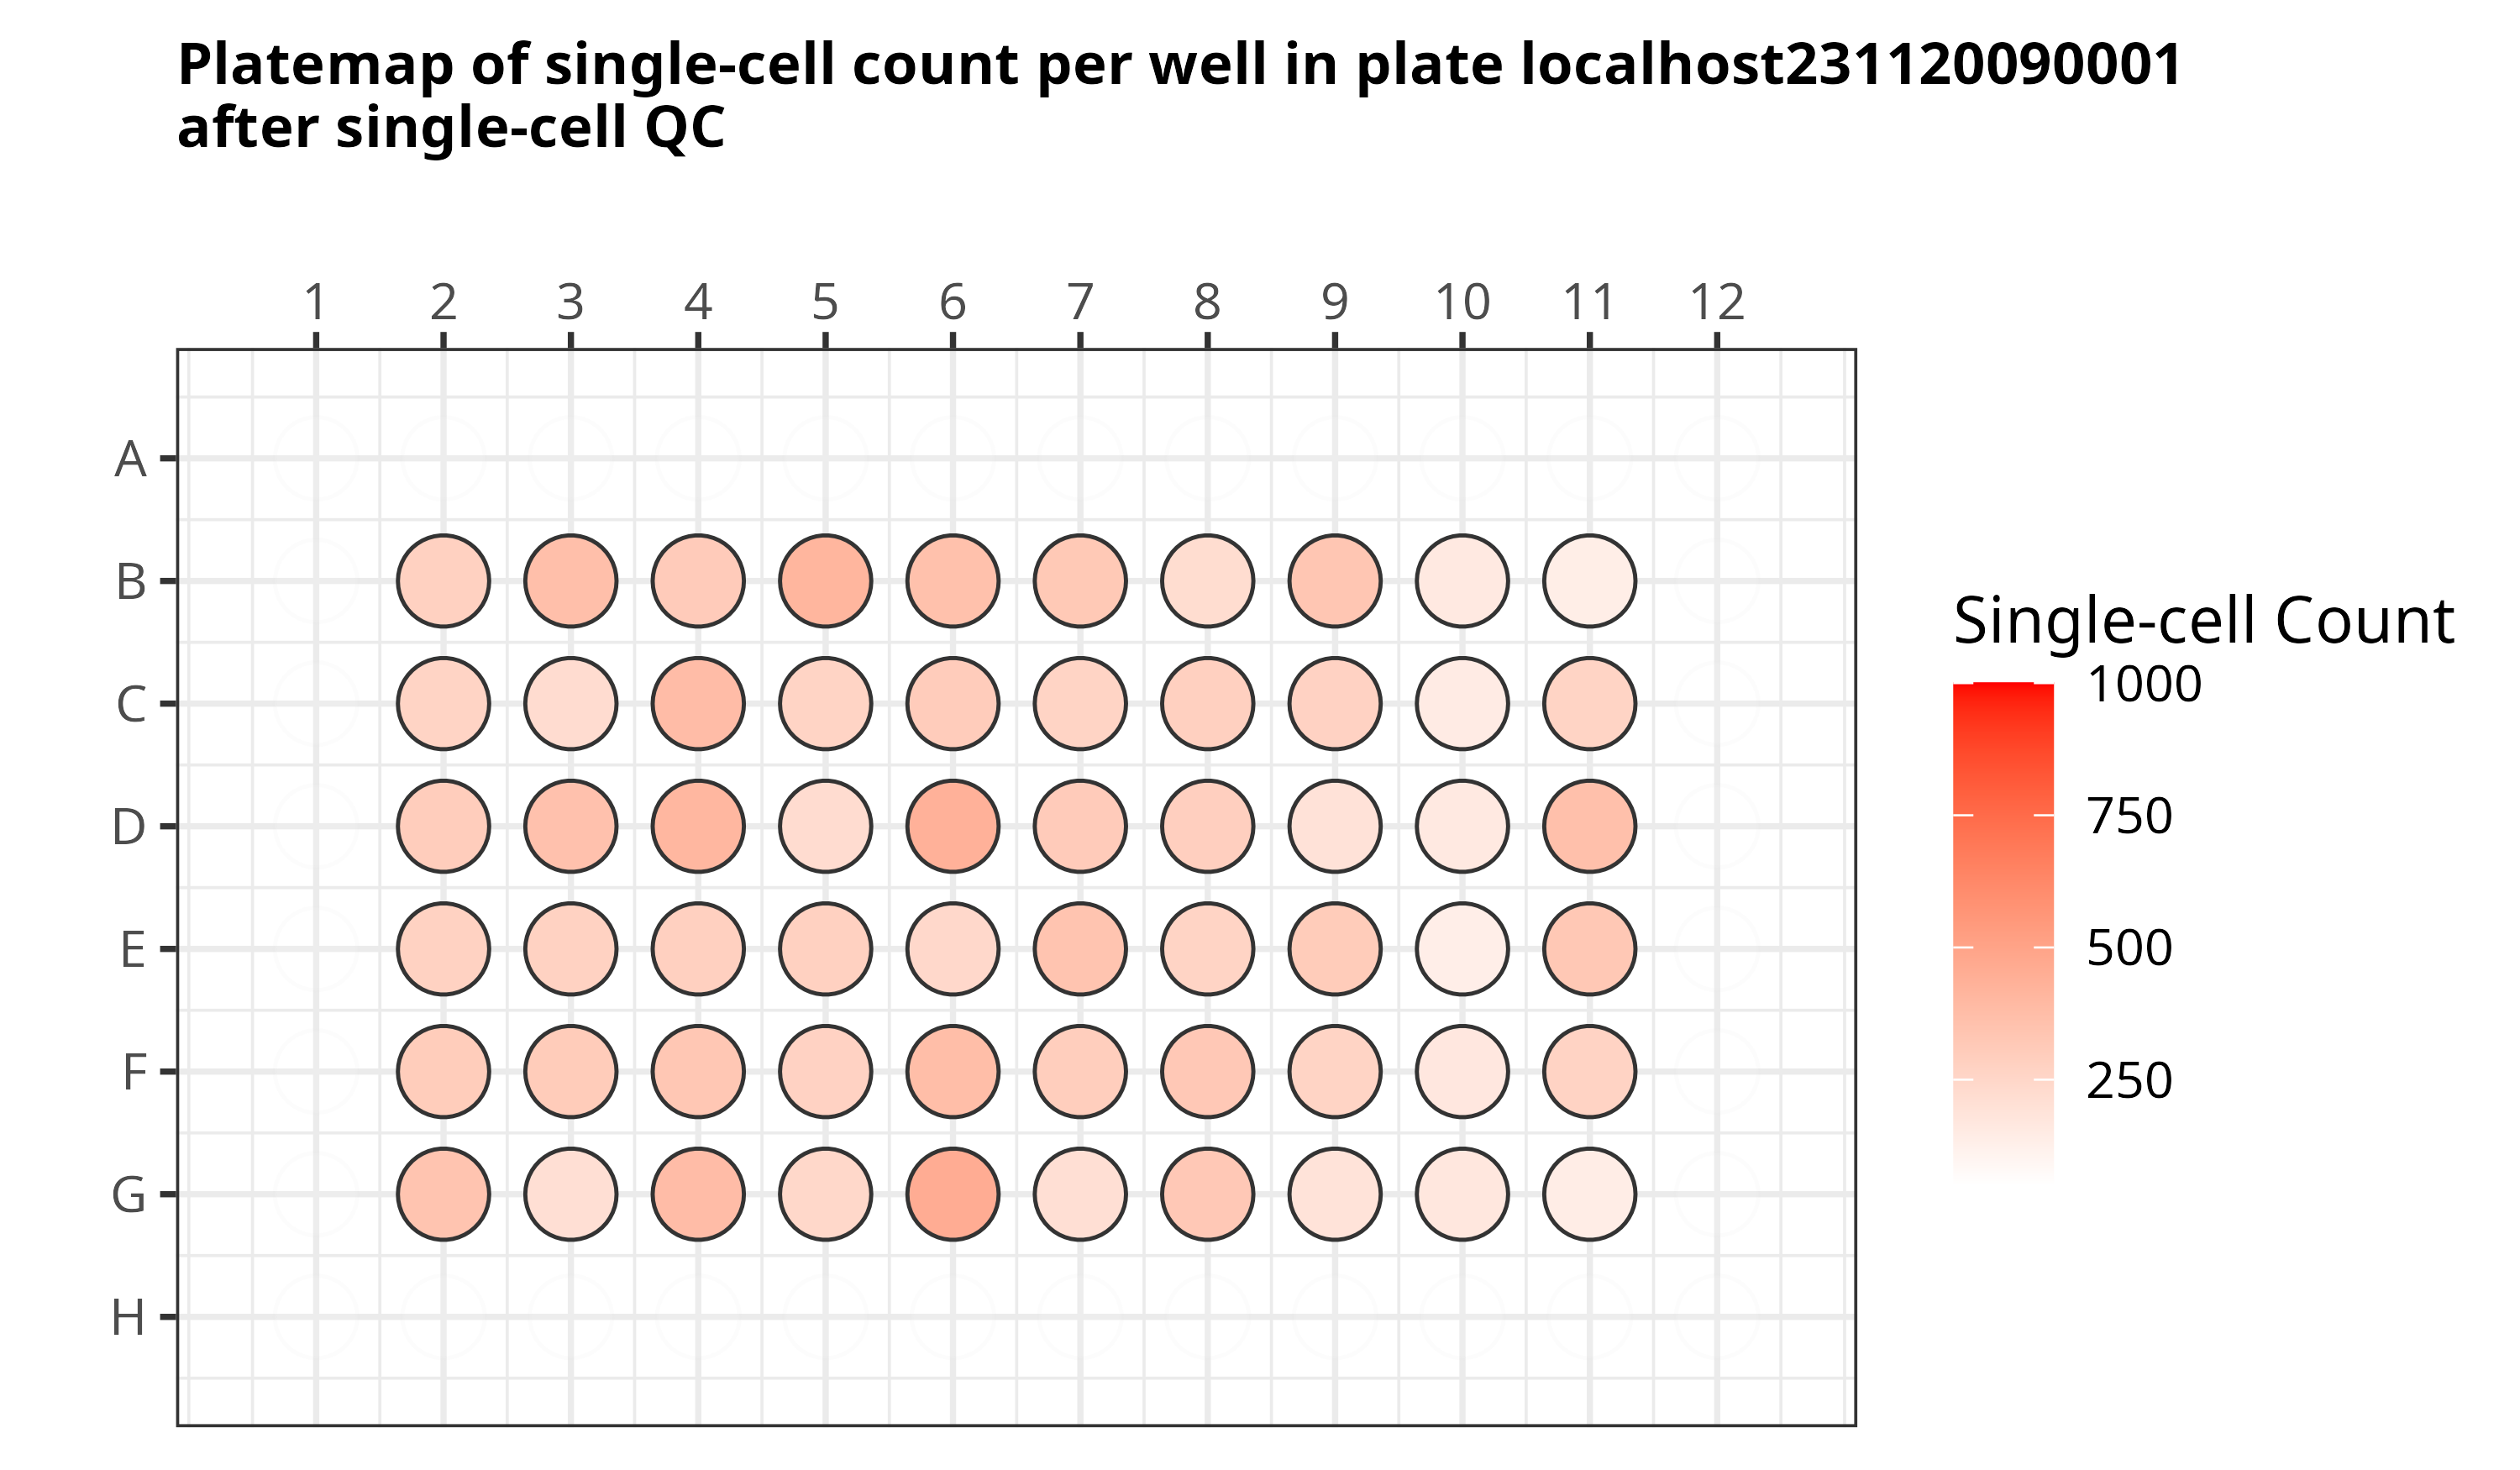 Platemap of single-cell count per well in plate localhost231120090001
after single-cell QC
1 2 3 4 5 6 7 8 9 10 11 12
A
B
C
D
E
F
G
H
Single-cell Count
1000
750
500
250